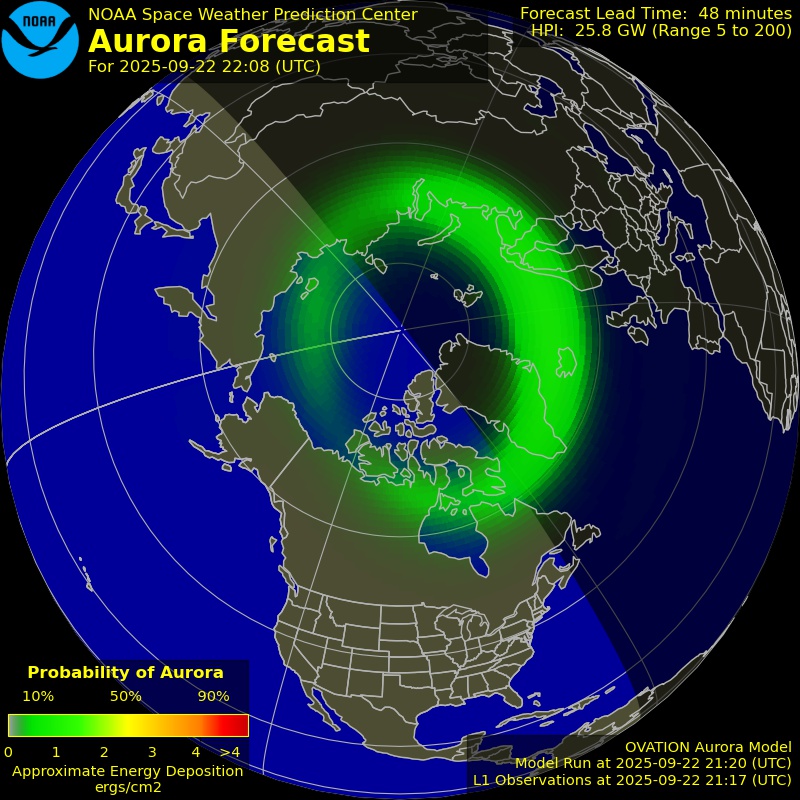 NOAA
NOAA Space Weather Prediction Center
Aurora Forecast
For 2025-09-22 22:08 (UTC)
Forecast Lead Time: 48 minutes
HPI: 25.8 GW (Range 5 to 200)
Probability of Aurora
10% 50% 90%
0 1 2 3 4 >4
Approximate Energy Deposition
ergs/cm2
OVATION Aurora Model
Model Run at 2025-09-22 21:20 (UTC)
L1 Observations at 2025-09-22 21:17 (UTC)